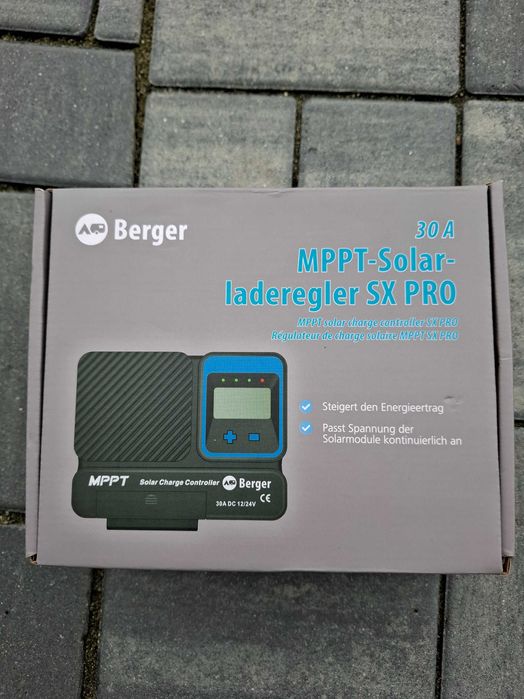 Berger
30 A
MPPT-Solar-
laderegler SX PRO
MPPT solar charge controller SX PRO
Régulateur de charge solaire MPPT SX PRO
Steigert den Energieertrag
Passt Spannung der
Solarmodule kontinuierlich an
MPPT Solar Charge Controller Berger
30A DC 12/24V CE